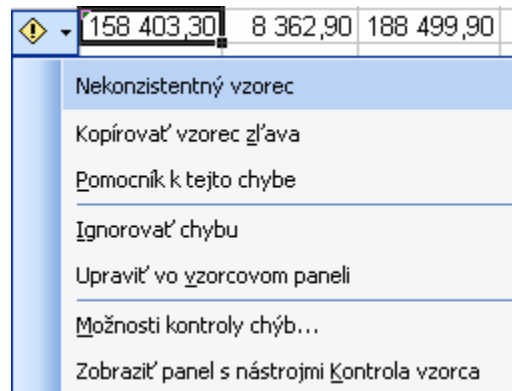 158 403,30 8 362,90 188 499,90
Nekonzistentný vzorec
Kopírovať vzorec zľava
Pomocník k tejto chybe
Ignorovať chybu
Upraviť vo vzorcovom paneli
Možnosti kontroly chýb...
Zobraziť panel s nástrojmi Kontrola vzorca